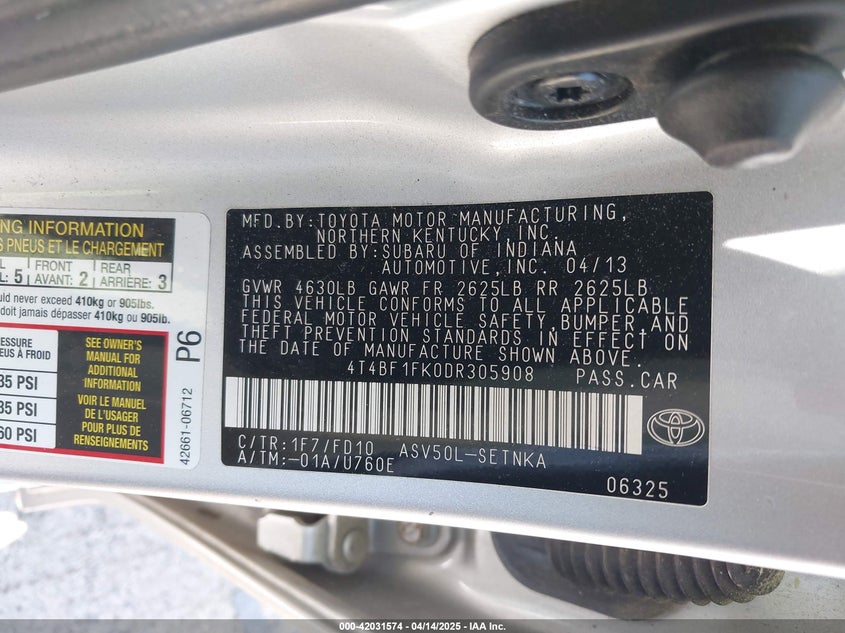 NG INFORMATION
S PNEUS ET LE CHARGEMENT
L 5
FRONT
AVANT: 2
REAR
ARRIÈRE: 3
ould never exceed 410kg or 905lbs.
doit jamais dépasser 410kg ou 905lb.
RESSURE
EUS À FROID
35 PSI
35 PSI
60 PSI
SEE OWNER'S
MANUAL FOR
ADDITIONAL
INFORMATION
VOIR LE MANUEL
DE L'USAGER
POUR PLUS DE
RENSEIGNEMENTS
P6
42661-06712
MFD.BY:TOYOTA MOTOR MANUFACTURING,
NORTHERN KENTUCKY, INC.
ASSEMBLED BY:SUBARU OF INDIANA
AUTOMOTIVE,INC. 04/13
GVWR 4630LB GAWR FR 2625LB RR 2625LB
THIS VEHICLE CONFORMS TO ALL APPLICABLE
FEDERAL MOTOR VEHICLE SAFETY,BUMPER,AND
THEFT PREVENTION STANDARDS IN EFFECT ON
THE DATE OF MANUFACTURE SHOWN ABOVE.
4T4BF1FK0DR305908 PASS.CAR
C/TR:1F7/FD10 ASV50L-SETNKA
A/TM:-01A/U760E
06325
000-42031574 | 04/14/2025 - IAA Inc.